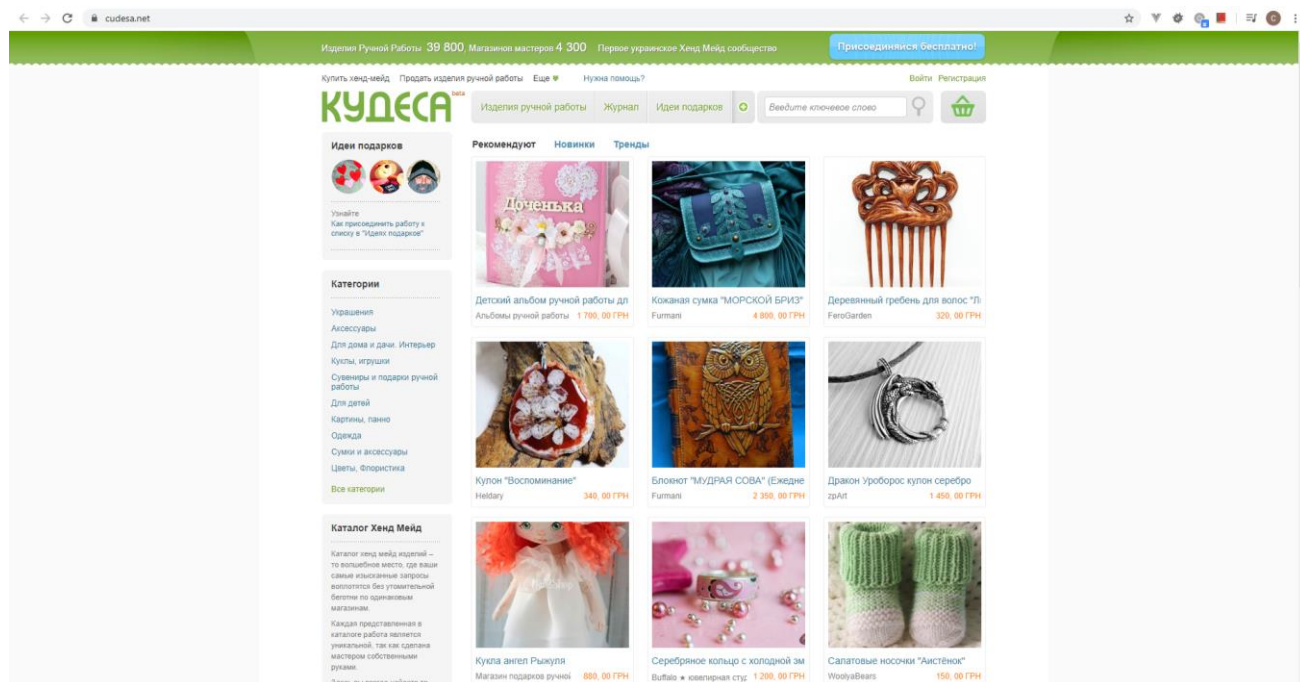 cudesa.net
Изделия Ручной Работы 39 800, Магазинов мастеров 4 300 Первое украинское Хенд Мейд сообщество
Присоединяйся бесплатно!
Купить хенд-мейд Продать изделия ручной работы Еще Нужна помощь?
Войти Регистрация
КУДЕСА beta
Изделия ручной работы Журнал Идеи подарков
Введите ключевое слово
Идеи подарков
Узнайте
Как присоединить работу к
списку в "Идеях подарков"
Категории
Украшения
Аксессуары
Для дома и дачи. Интерьер
Куклы, игрушки
Сувениры и подарки ручной
работы
Для детей
Картины, панно
Одежда
Сумки и аксессуары
Цветы, Флористика
Все категории
Каталог Хенд Мейд
Каталог хенд мейд изделий –
то волшебное место, где ваши
самые изысканные запросы
воплотятся без утомительной
беготни по одинаковым
магазинам.
Каждая представленная в
каталоге работа является
уникальной, так как сделана
мастером собственными
руками.
Рекомендуют Новинки Тренды
Доченька
Детский альбом ручной работы дл
Альбомы ручной работы 1 700, 00 ГРН
Кожаная сумка "МОРСКОЙ БРИЗ"
Furmani 4 800, 00 ГРН
Деревянный гребень для волос "Л
FeroGarden 320, 00 ГРН
Кулон "Воспоминание"
Heldary 340, 00 ГРН
Блокнот "МУДРАЯ СОВА" (Ежедне
Furmani 2 350, 00 ГРН
Дракон Уроборос кулон серебро
zpArt 1 450, 00 ГРН
Кукла ангел Рыжуля
Магазин подарков ручной 880, 00 ГРН
Серебряное кольцо с холодной эм
Buffalo ★ ювелирная студ 1 200, 00 ГРН
Салатовые носочки "Аистёнок"
WoolyaBears 150, 00 ГРН